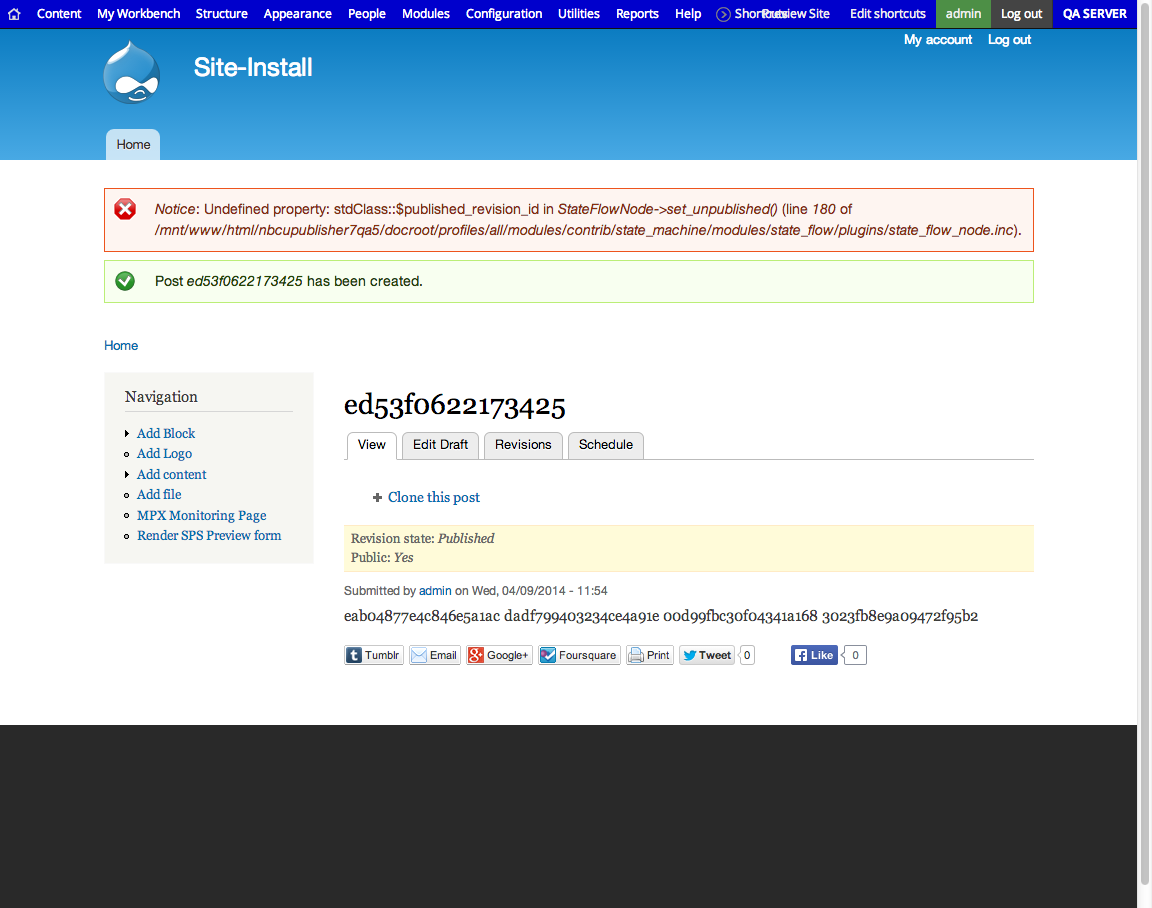 Content My Workbench Structure Appearance People Modules Configuration Utilities Reports Help Shortcuts Preview Site Edit shortcuts admin Log out QA SERVER
My account Log out
Site-Install
Home
Notice: Undefined property: stdClass::$published_revision_id in StateFlowNode->set_unpublished() (line 180 of
/mnt/www/html/nbcupublisher7qa5/docroot/profiles/all/modules/contrib/state_machine/modules/state_flow/plugins/state_flow_node.inc).
Post ed53f0622173425 has been created.
Home
Navigation
Add Block
Add Logo
Add content
Add file
MPX Monitoring Page
Render SPS Preview form
ed53f0622173425
View Edit Draft Revisions Schedule
Clone this post
Revision state: Published
Public: Yes
Submitted by admin on Wed, 04/09/2014 - 11:54
eab04877e4c846e5a1ac dadf799403234ce4a91e 00d99fbc30f04341a168 3023fb8e9a09472f95b2
Tumblr Email Google+ Foursquare Print Tweet 0 Like 0